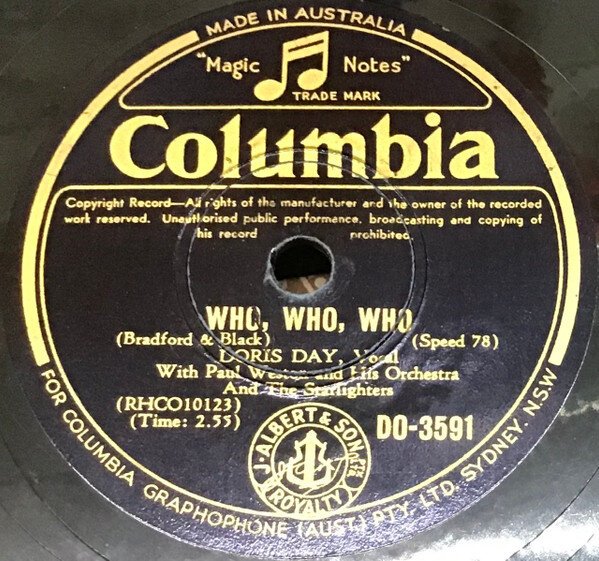 MADE IN AUSTRALIA
"Magic Notes"
TRADE MARK
Columbia
Copyright Record—All rights of the manufacturer and the owner of the recorded
work reserved. Unauthorised public performance, broadcasting and copying of
his record prohibited.
WHO, WHO, WHO
(Bradford & Black) (Speed 78)
DORIS DAY, Vocal
With Paul Weston and His Orchestra
And The Starlighters
(RHCO10123)
(Time: 2.55)
DO-3591
J. ALBERT & SON PTY. LTD.
ROYALTY
FOR COLUMBIA GRAPHOPHONE (AUST.) PTY. LTD. SYDNEY. N.S.W